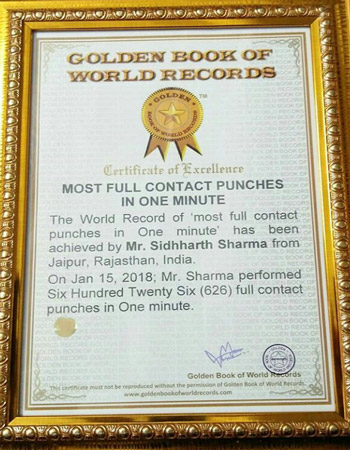 GOLDEN BOOK OF
WORLD RECORDS
GOLDEN
BOOK OF WORLD RECORDS
TM
Certificate of Excellence
MOST FULL CONTACT PUNCHES
IN ONE MINUTE
The World Record of 'most full contact
punches in One minute' has been
achieved by Mr. Sidhharth Sharma from
Jaipur, Rajasthan, India.
On Jan 15, 2018; Mr. Sharma performed
Six Hundred Twenty Six (626) full contact
punches in One minute.
Golden Book of World Records
This certificate must not be reproduced without the permission of Golden Book of World Records
www.goldenbookofworldrecords.com